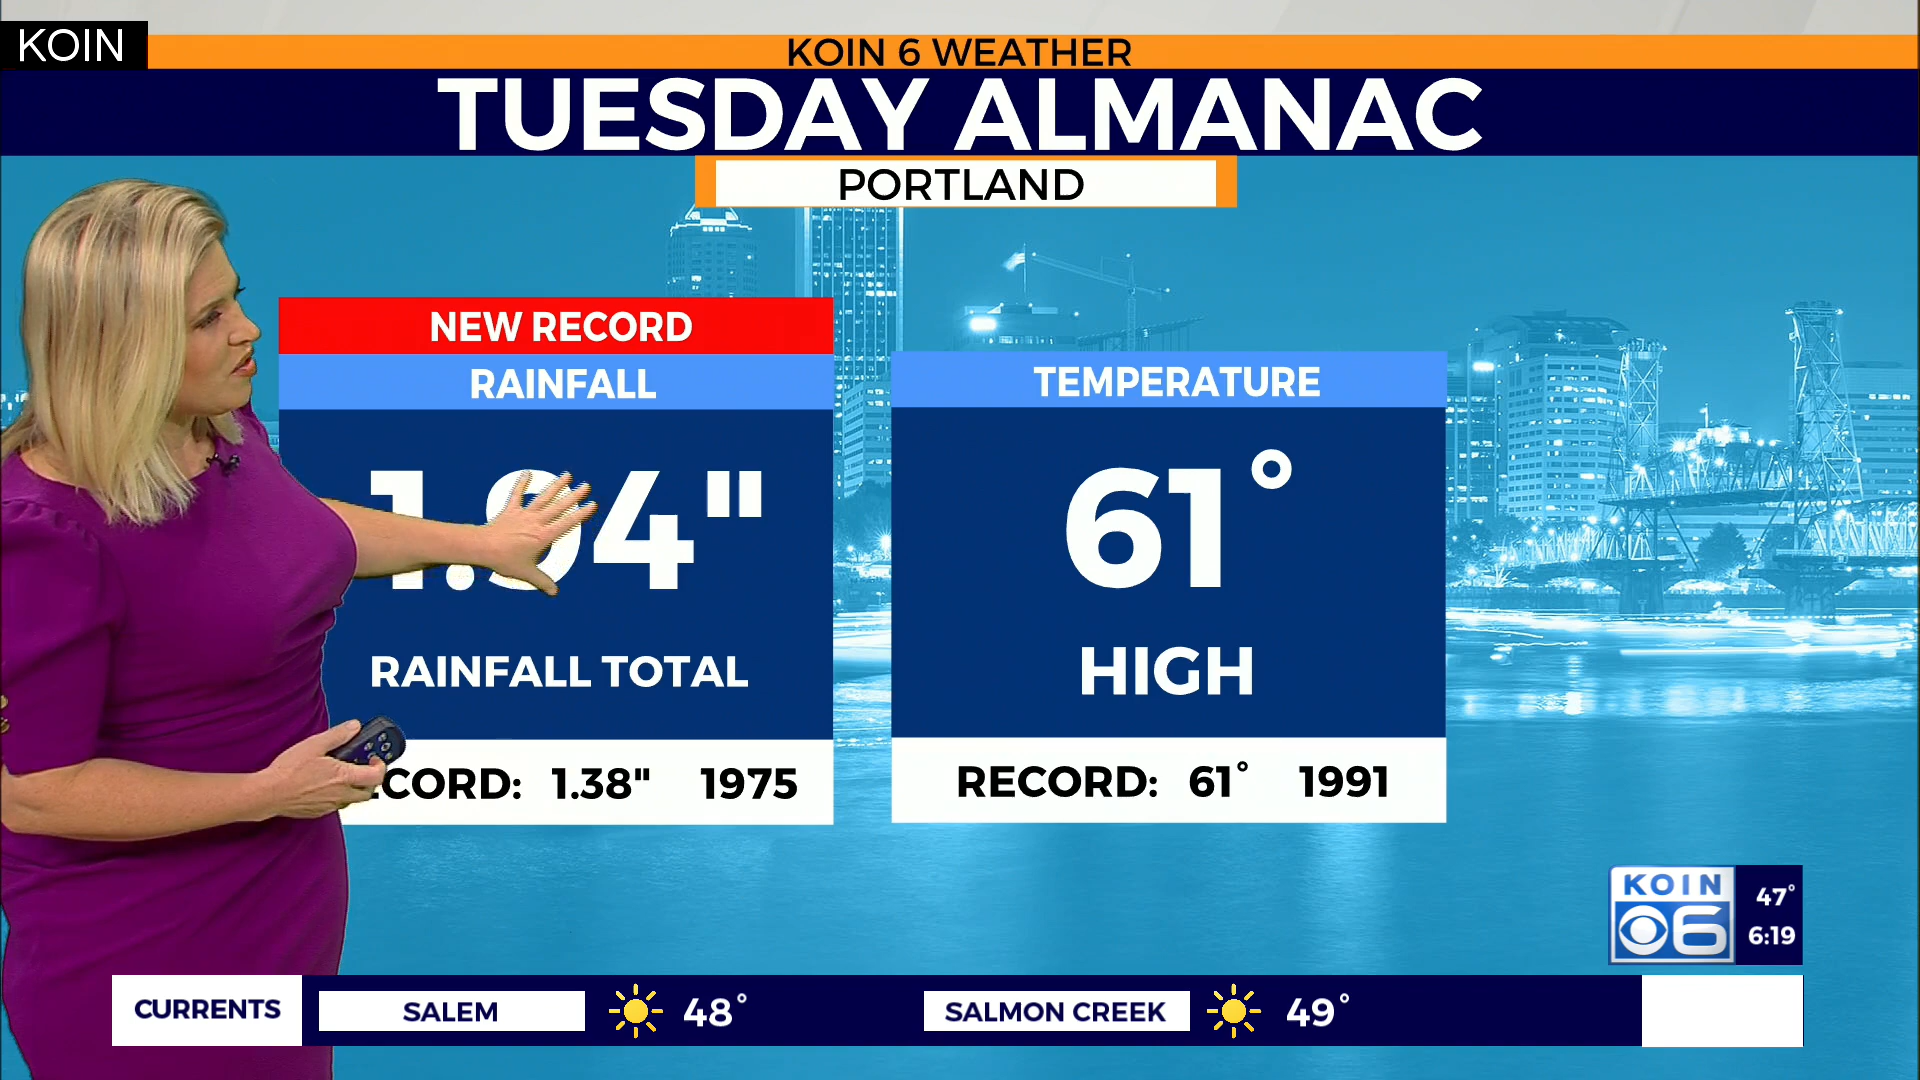 KOIN
KOIN 6 WEATHER
TUESDAY ALMANAC
PORTLAND
NEW RECORD
RAINFALL
RAINFALL TOTAL
CORD: 1.38" 1975
TEMPERATURE
61°
HIGH
RECORD: 61° 1991
KOIN
6
47°
6:19
CURRENTS
SALEM
48°
SALMON CREEK
49°